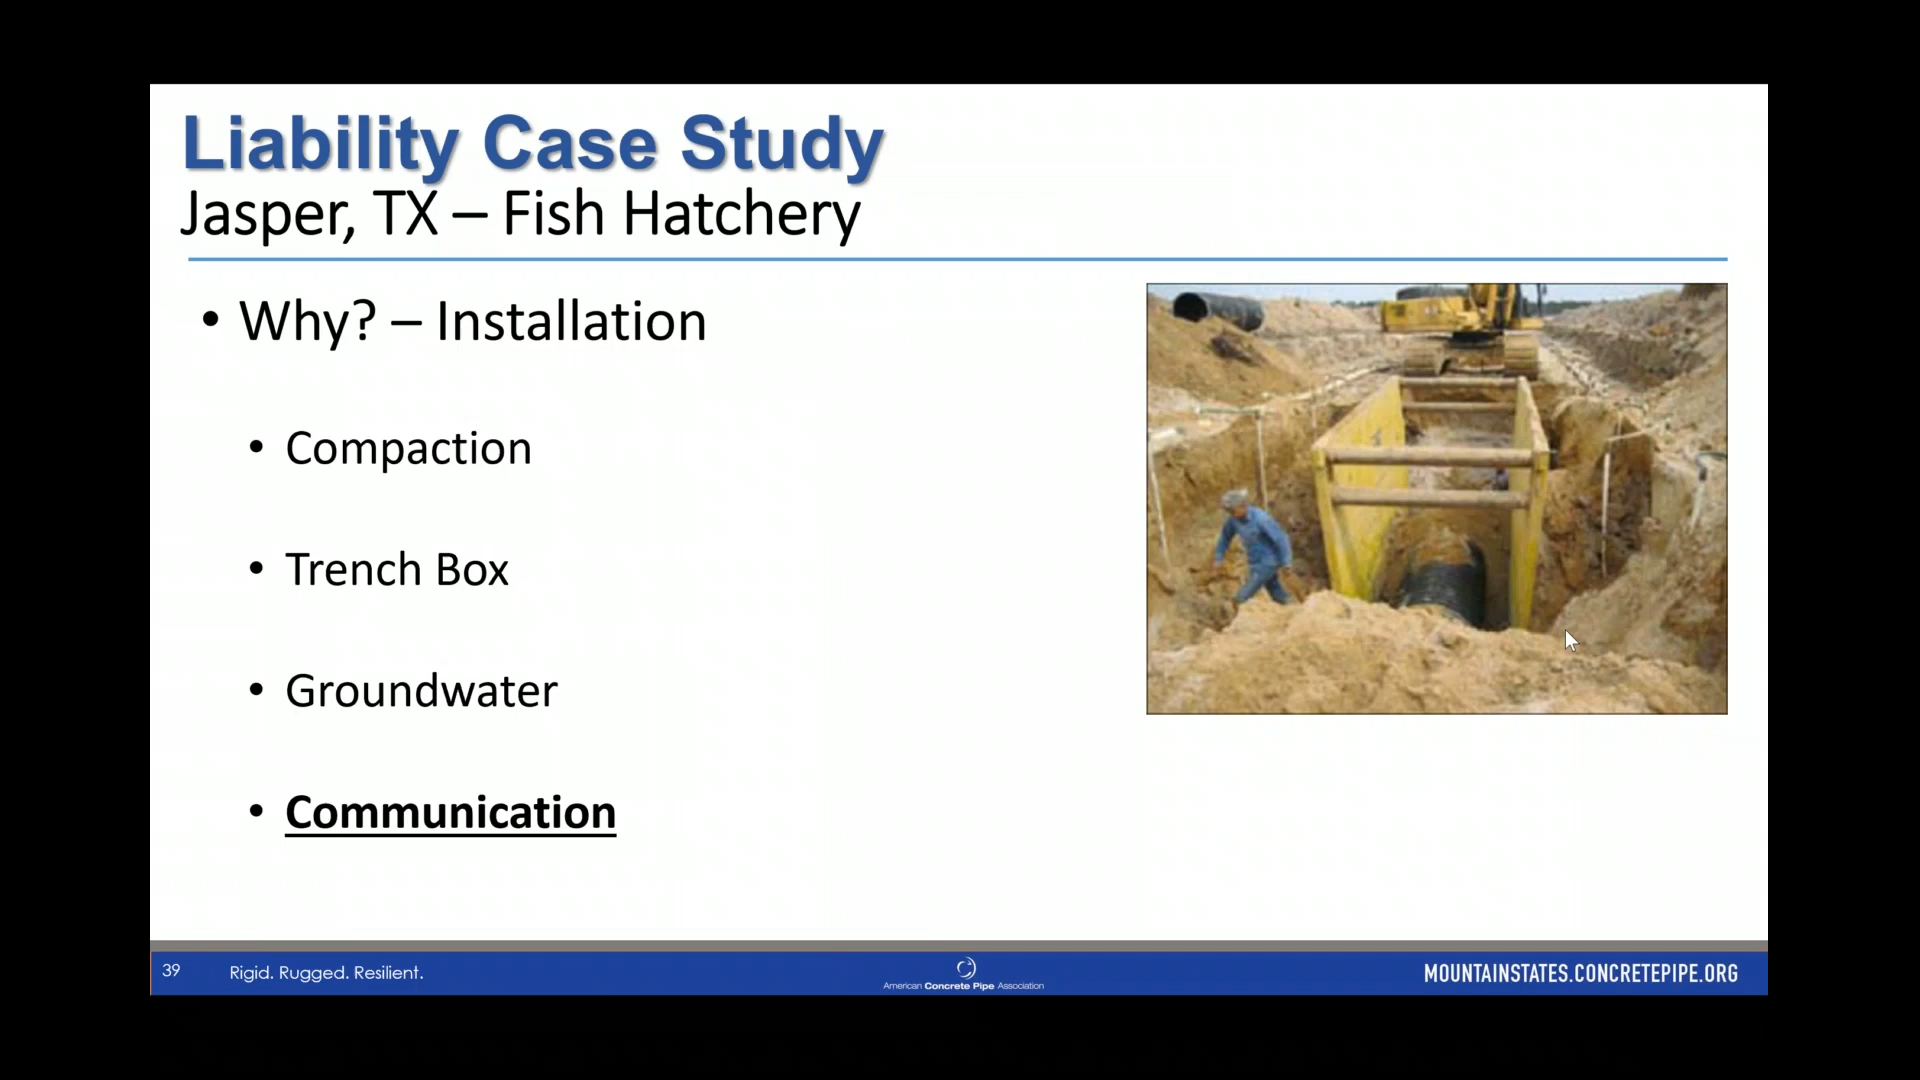 Liability Case Study
Jasper, TX – Fish Hatchery
• Why? – Installation
• Compaction
• Trench Box
• Groundwater
• Communication
39 Rigid. Rugged. Resilient. American Concrete Pipe Association MOUNTAINSTATES.CONCRETEPIPE.ORG